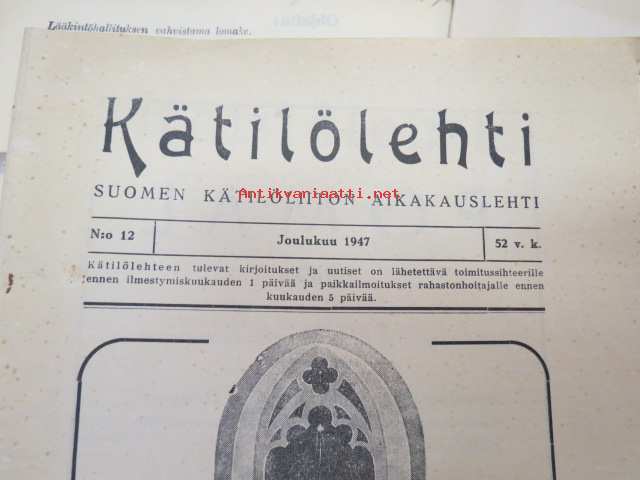 Lääkintöhallituksen vahvistama lomake.
Kätilölehti
SUOMEN KÄTILÖLIITON AIKAKAUSLEHTI
Antikvariaatti.net
N:o 12 Joulukuu 1947 52 v. k.
Kätilölehteen tulevat kirjoitukset ja uutiset on lähetettävä toimitussihteerille
ennen ilmestymiskuukauden 1 päivää ja paikkailmoitukset rahastonhoitajalle ennen
kuukauden 5 päivää.